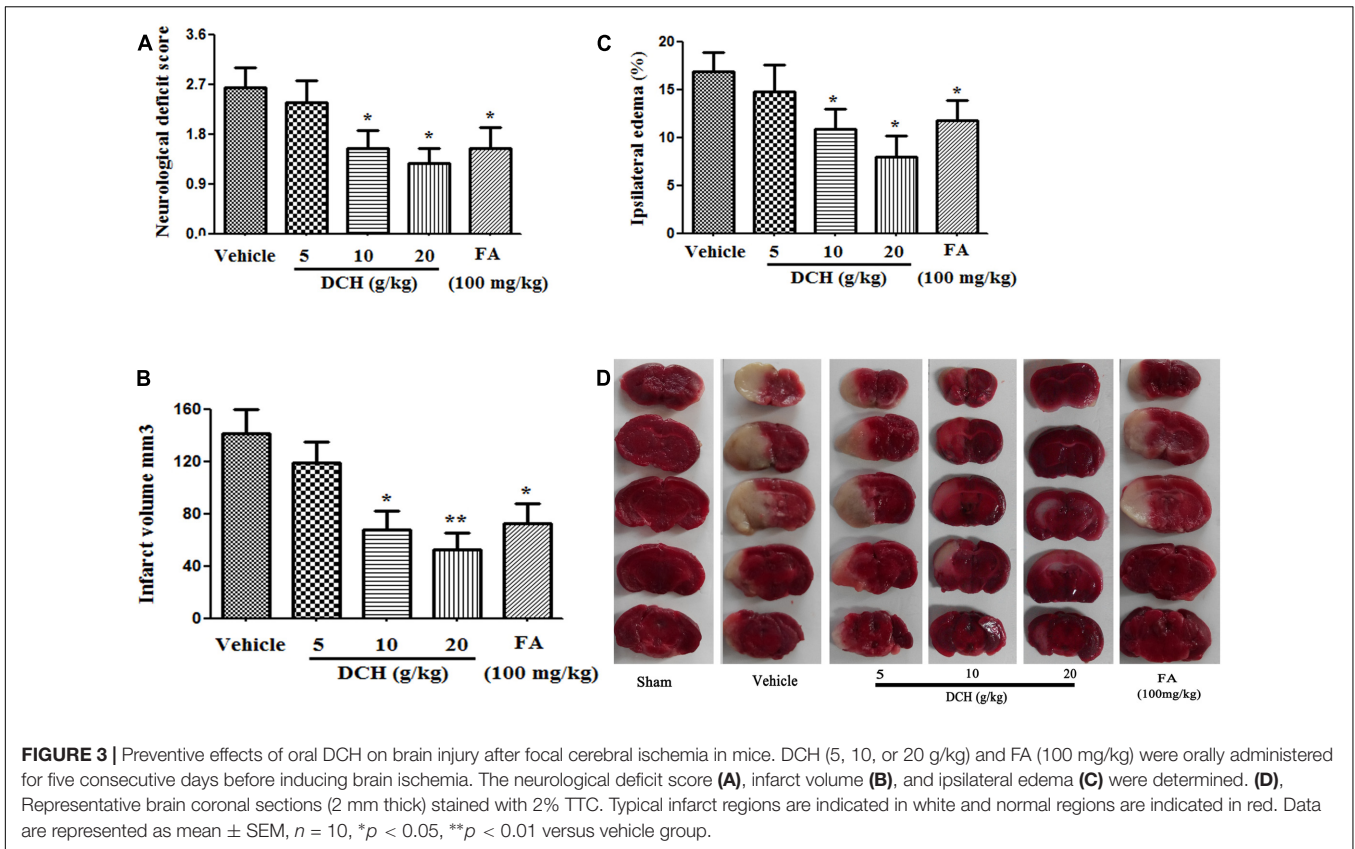 A
Neurological deficit score
3.6
2.7
1.8
0.9
0.0
*
*
*
Vehicle
5
10
20
FA
DCH (g/kg)
(100 mg/kg)
C
Ipsilateral edema (%)
20
15
10
5
0
*
*
*
Vehicle
5
10
20
FA
DCH (g/kg)
(100 mg/kg)
B
Infarct volume mm3
160
120
80
40
0
*
**
*
Vehicle
5
10
20
FA
DCH (g/kg)
(100 mg/kg)
D
Sham
Vehicle
5
10
20
DCH (g/kg)
FA
(100mg/kg)
FIGURE 3 | Preventive effects of oral DCH on brain injury after focal cerebral ischemia in mice. DCH (5, 10, or 20 g/kg) and FA (100 mg/kg) were orally administered
for five consecutive days before inducing brain ischemia. The neurological deficit score (A), infarct volume (B), and ipsilateral edema (C) were determined. (D),
Representative brain coronal sections (2 mm thick) stained with 2% TTC. Typical infarct regions are indicated in white and normal regions are indicated in red. Data
are represented as mean ± SEM, n = 10, *p < 0.05, **p < 0.01 versus vehicle group.